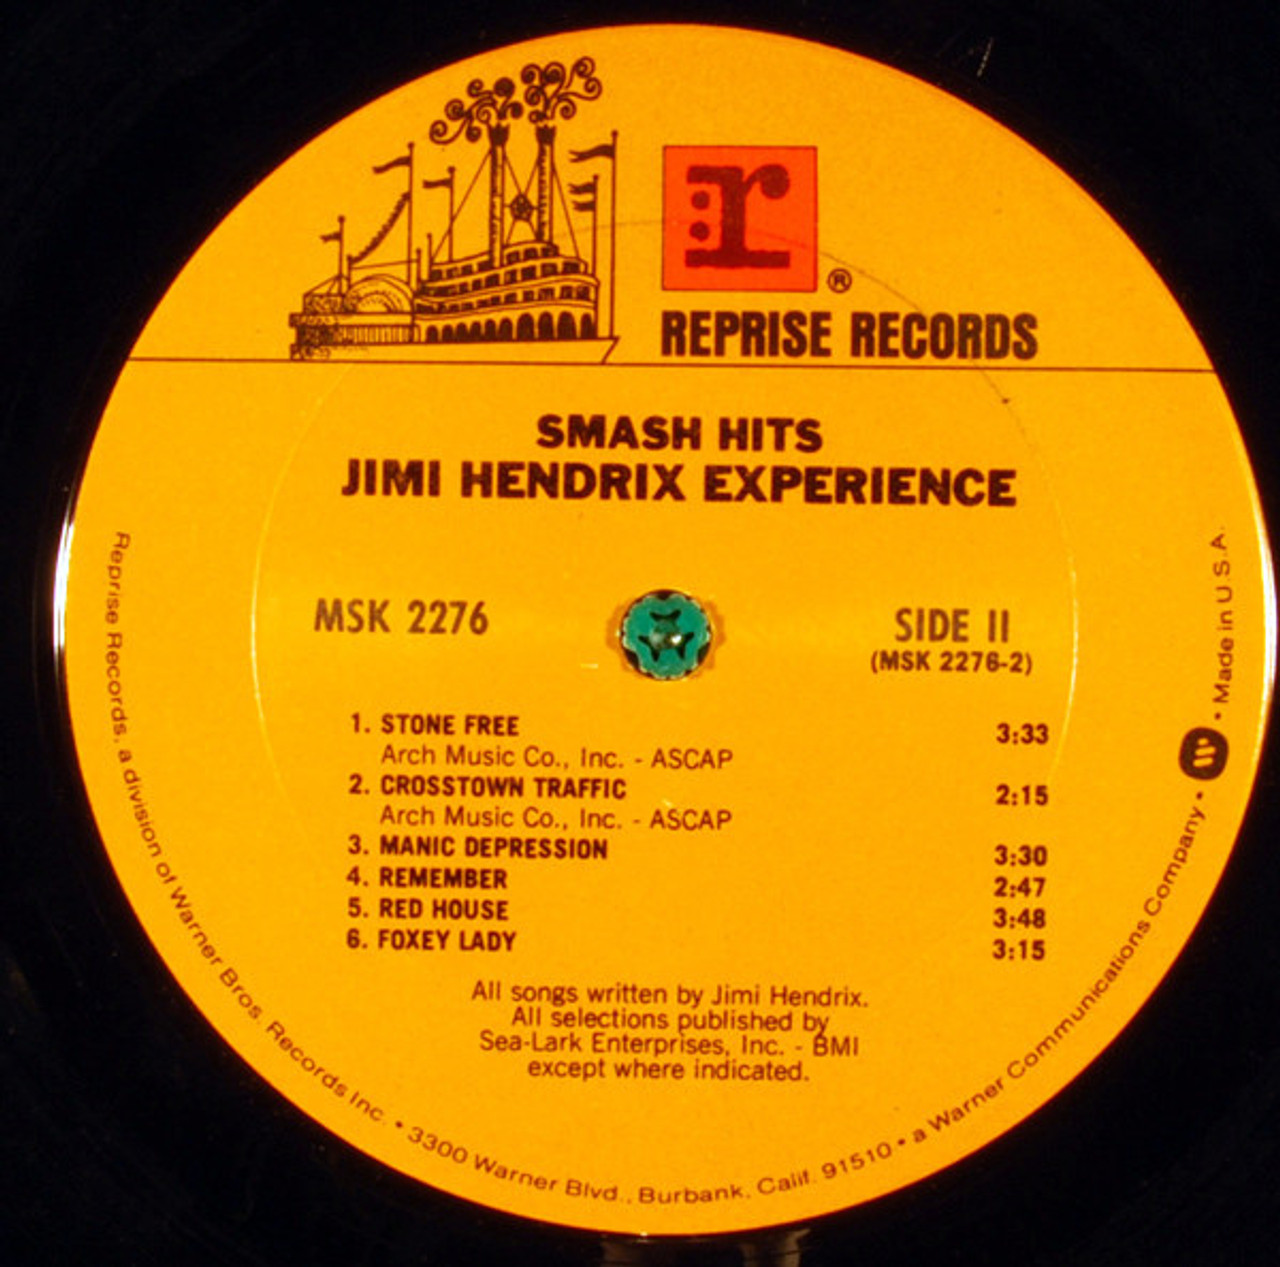 r
®
REPRISE RECORDS
SMASH HITS
JIMI HENDRIX EXPERIENCE
MSK 2276
SIDE II
(MSK 2276-2)
1. STONE FREE 3:33
Arch Music Co., Inc. - ASCAP
2. CROSSTOWN TRAFFIC 2:15
Arch Music Co., Inc. - ASCAP
3. MANIC DEPRESSION 3:30
4. REMEMBER 2:47
5. RED HOUSE 3:48
6. FOXEY LADY 3:15
All songs written by Jimi Hendrix.
All selections published by
Sea-Lark Enterprises, Inc. - BMI
except where indicated.
Reprise Records, a division of Warner Bros. Records Inc. • 3300 Warner Blvd., Burbank, Calif. 91510 • a Warner Communications Company • W • Made in U.S.A.